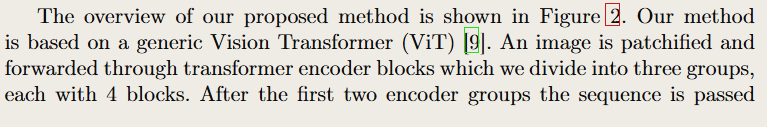 The overview of our proposed method is shown in Figure 2. Our method
is based on a generic Vision Transformer (ViT) [9]. An image is patchified and
forwarded through transformer encoder blocks which we divide into three groups,
each with 4 blocks. After the first two encoder groups the sequence is passed